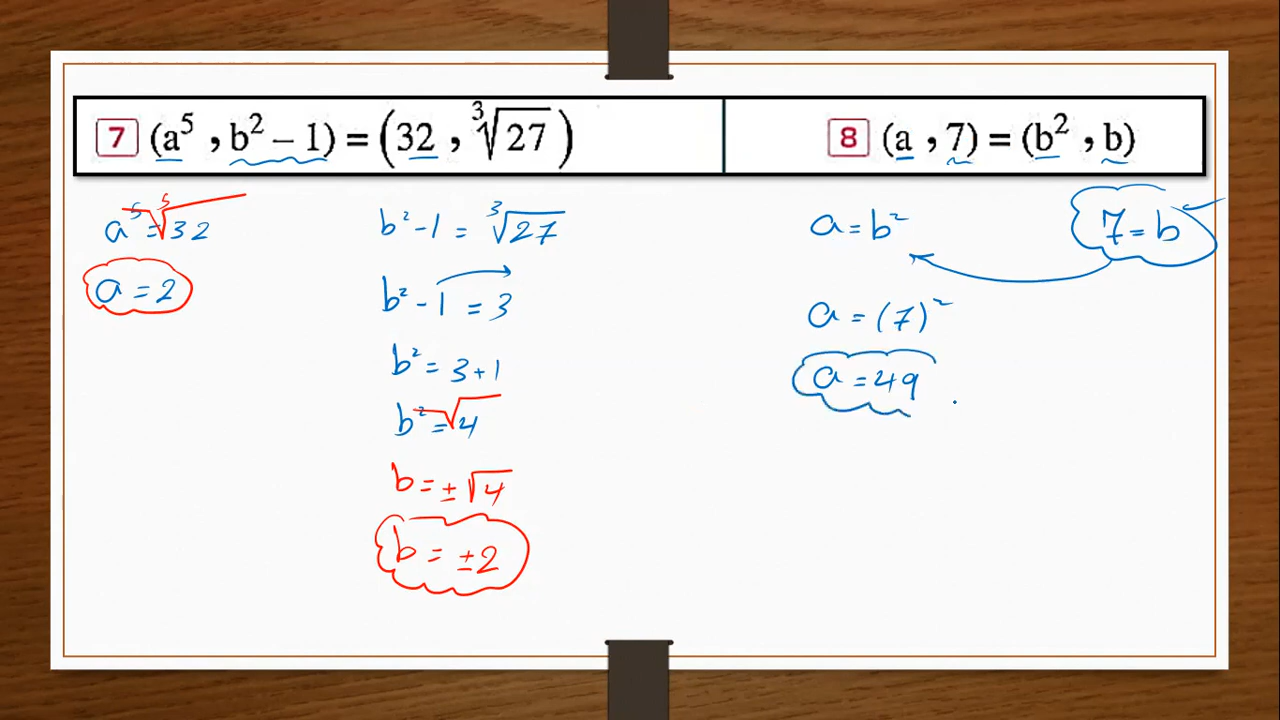 7 (a⁵ , b² − 1) = (32 , ∛27)
8 (a , 7) = (b² , b)
a⁵ = ⁵√32
a = 2
b² - 1 = ∛27
b² - 1 = 3
b² = 3 + 1
b² = √4
b = ± √4
b = ± 2
a = b²
7 = b
a = (7)²
a = 49